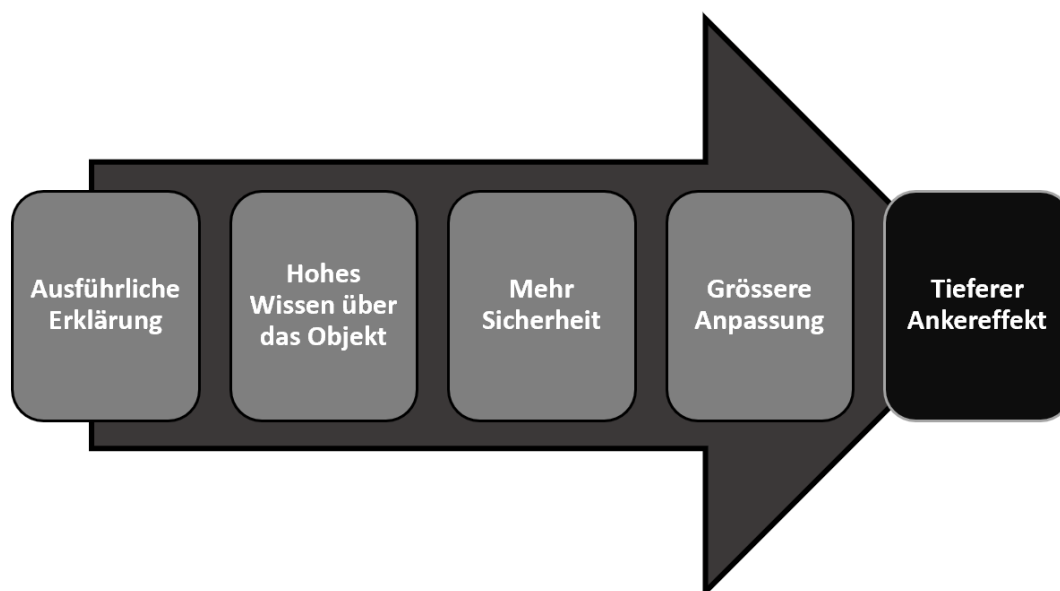 Ausführliche
Erklärung
Hohes
Wissen über
das Objekt
Mehr
Sicherheit
Grössere
Anpassung
Tieferer
Ankereffekt